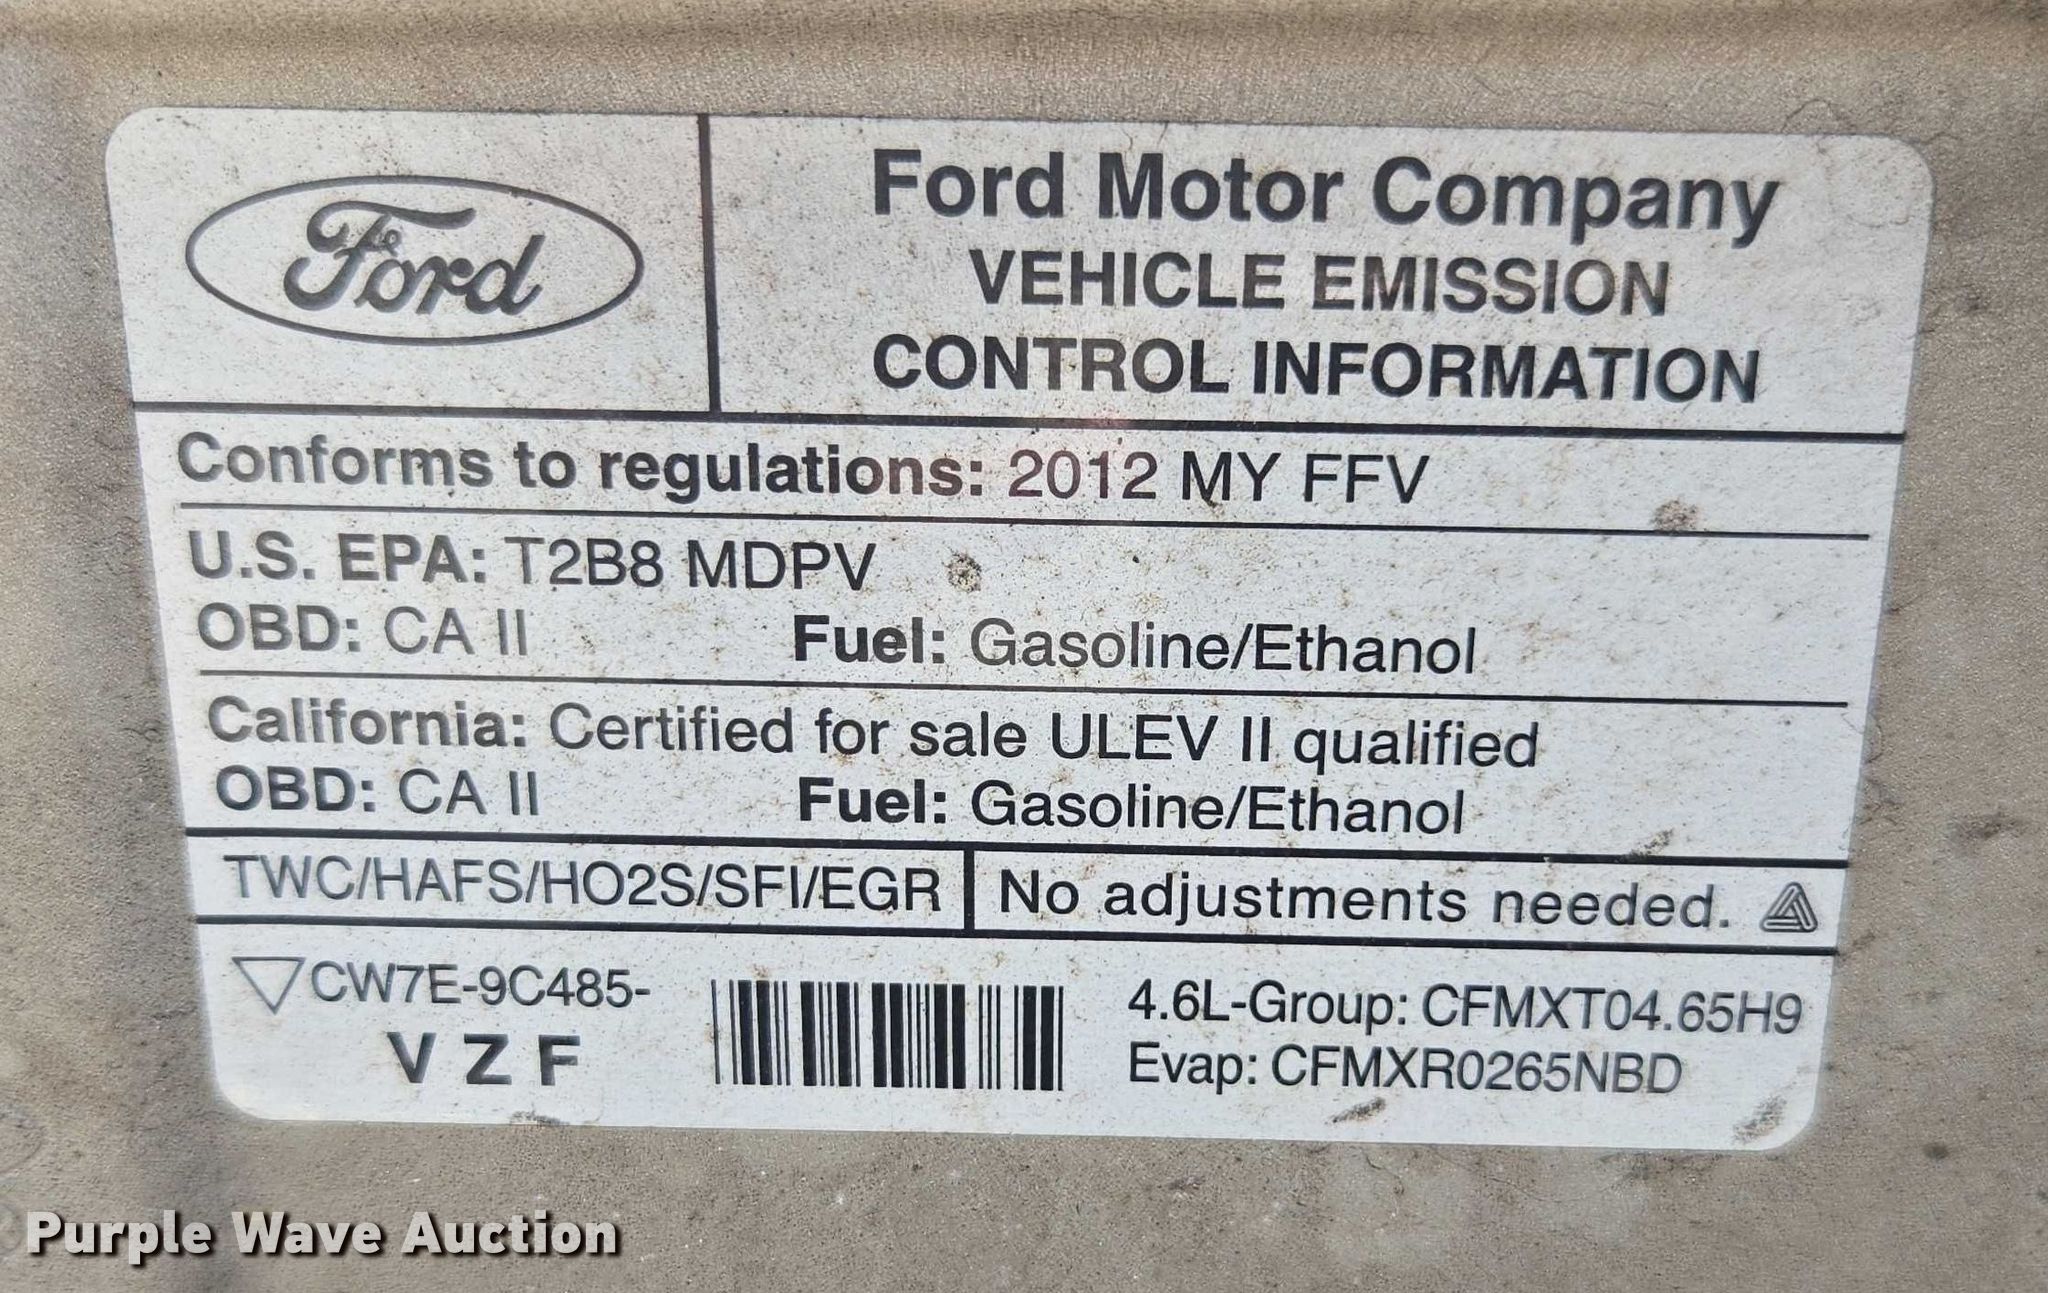 Ford
Ford Motor Company
VEHICLE EMISSION
CONTROL INFORMATION
Conforms to regulations: 2012 MY FFV
U.S. EPA: T2B8 MDPV
OBD: CA II Fuel: Gasoline/Ethanol
California: Certified for sale ULEV II qualified
OBD: CA II Fuel: Gasoline/Ethanol
TWC/HAFS/HO2S/SFI/EGR No adjustments needed.
CW7E-9C485-
V Z F
4.6L-Group: CFMXT04.65H9
Evap: CFMXR0265NBD
Purple Wave Auction